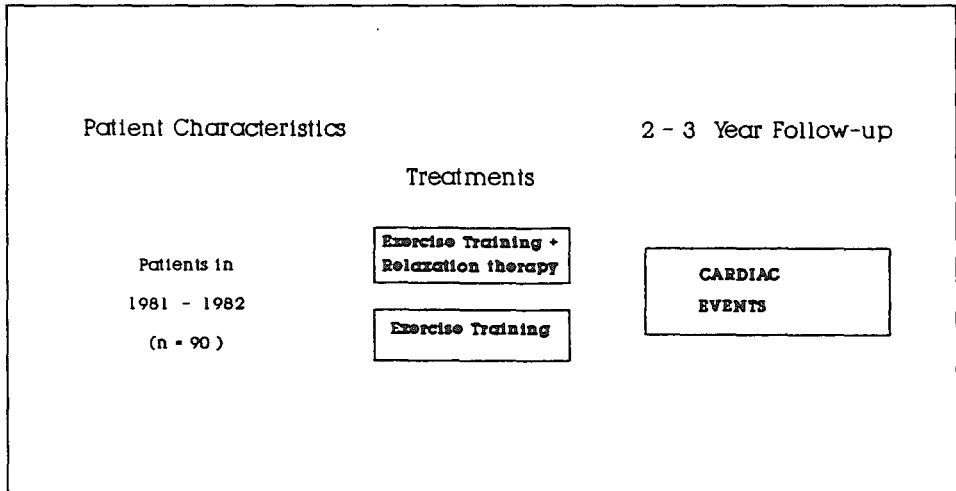 Patient Characteristics
2 - 3 Year Follow-up
Treatments
Patients in
1981 - 1982
(n = 90 )
Exercise Training +
Relaxation therapy
Exercise Training
CARDIAC
EVENTS